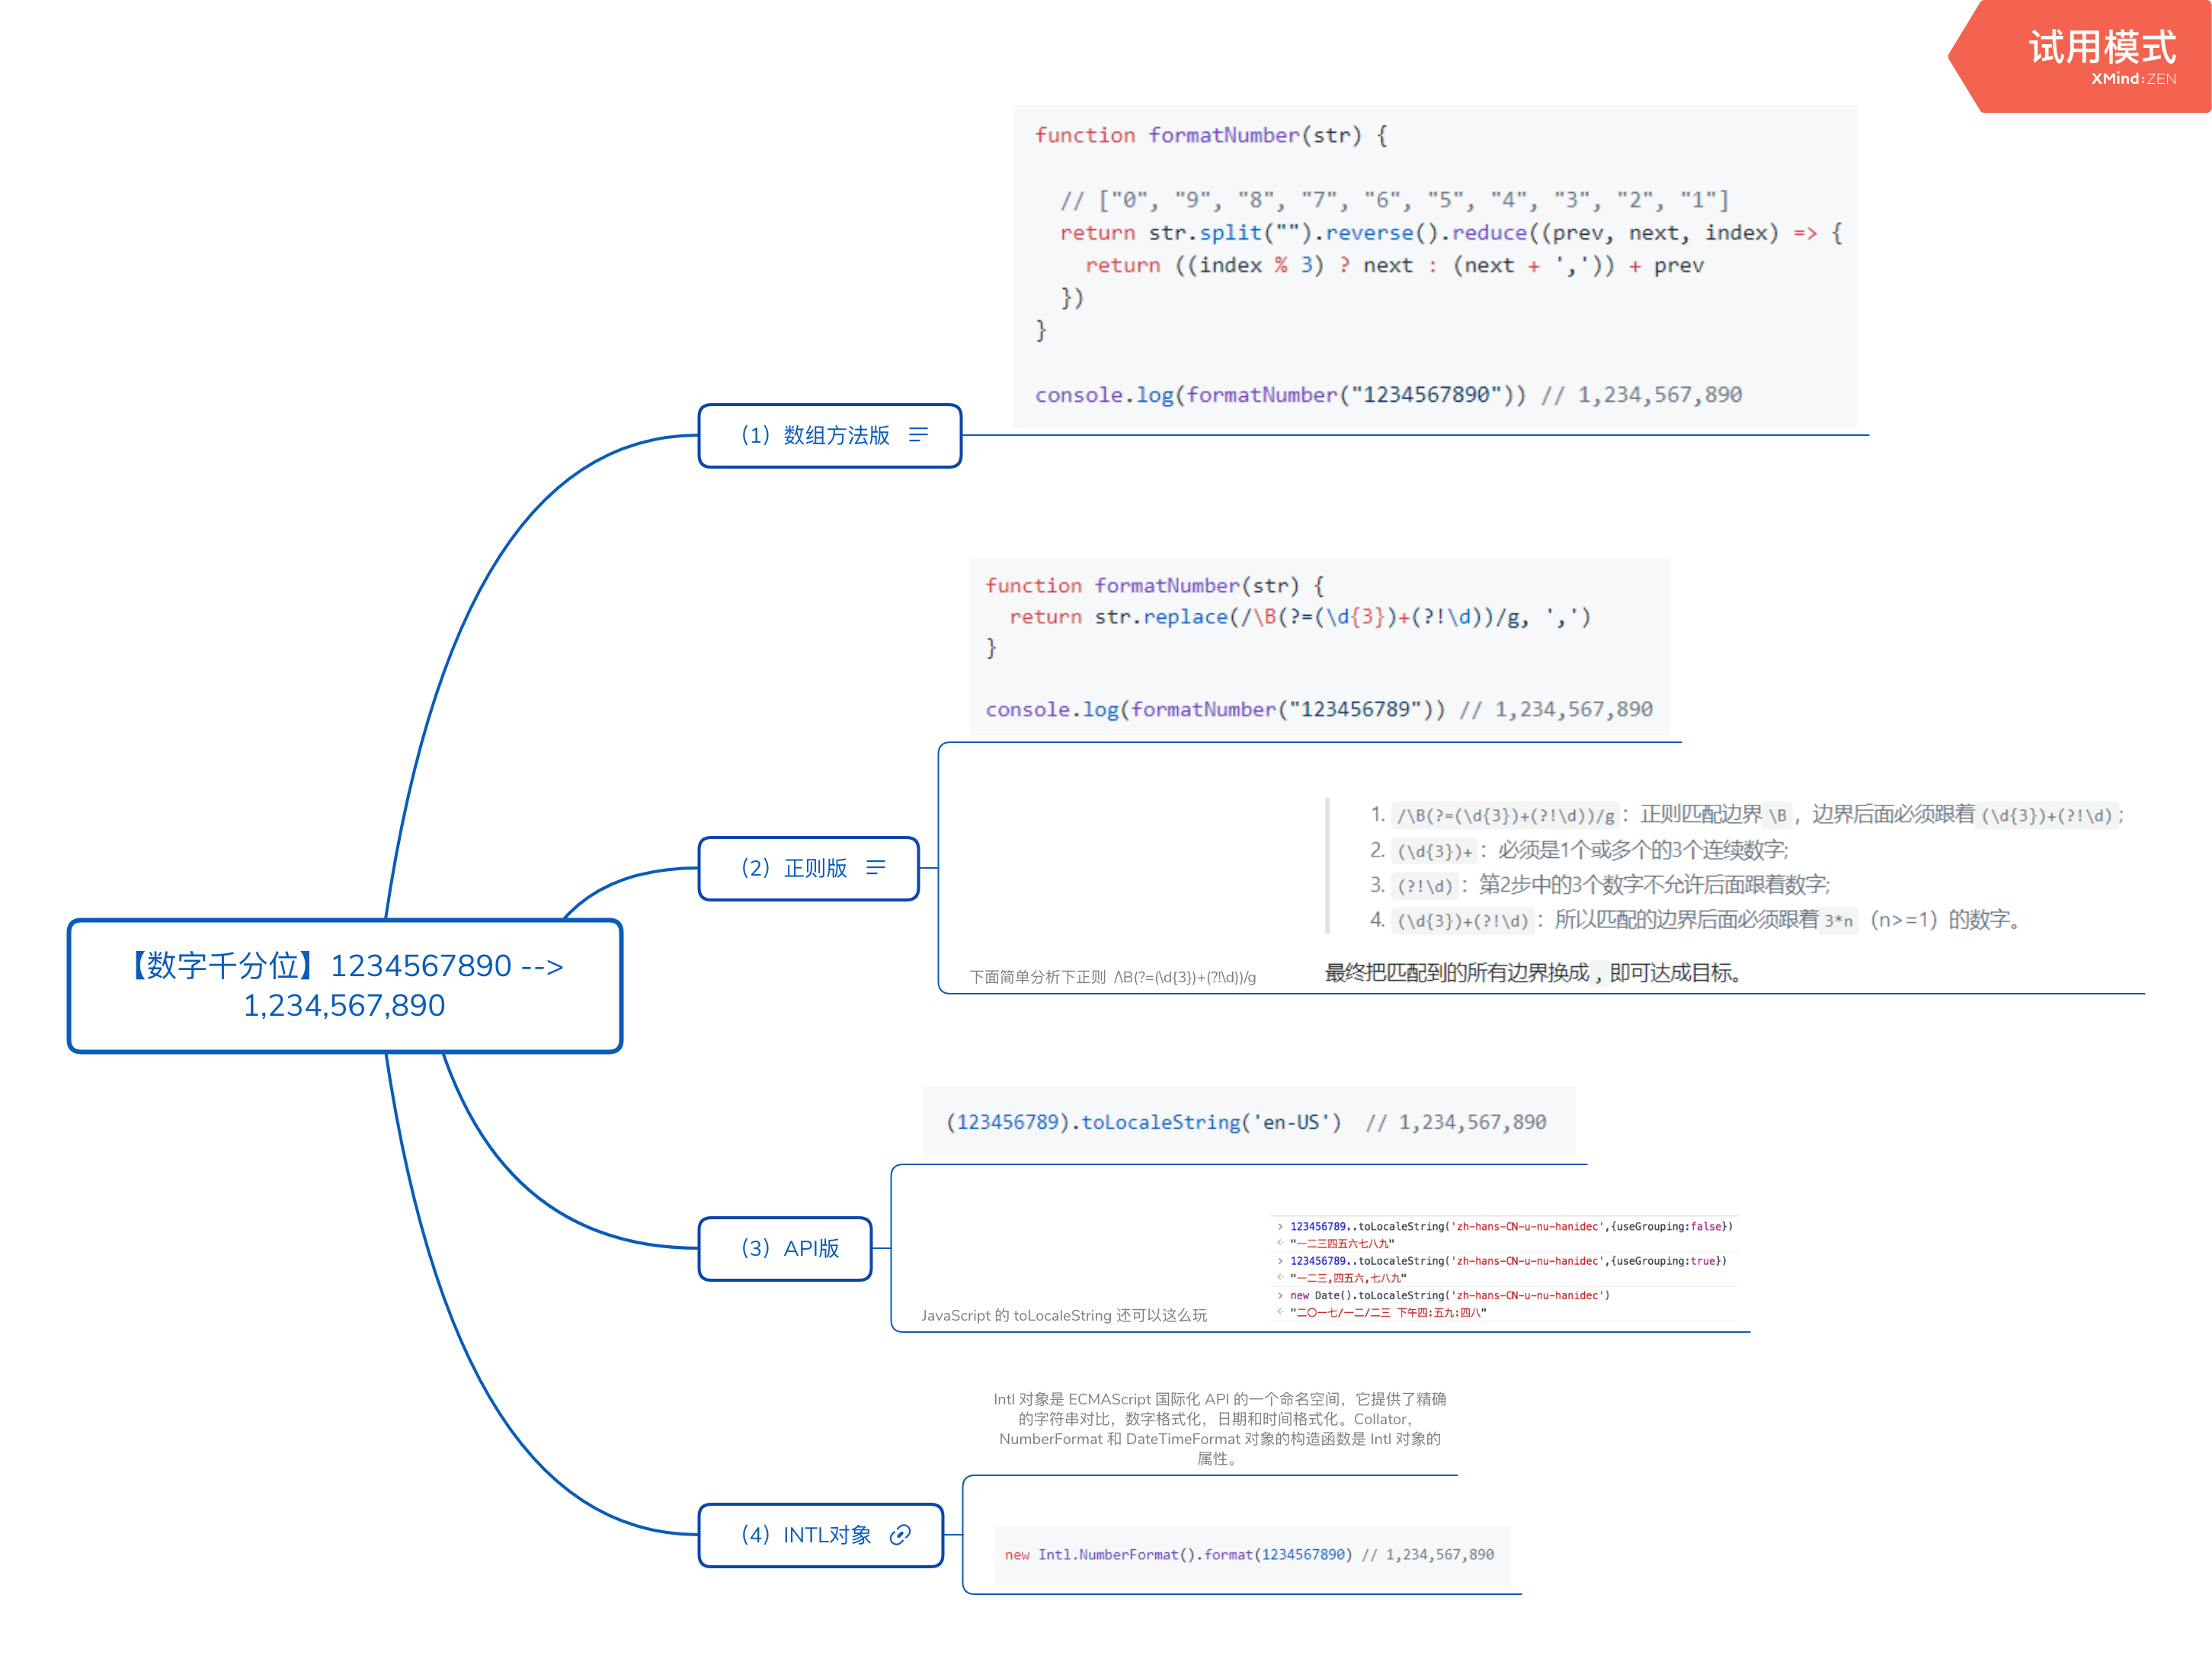 试用模式
XMind:ZEN
function formatNumber(str) {
// ["0", "9", "8", "7", "6", "5", "4", "3", "2", "1"]
return str.split("").reverse().reduce((prev, next, index) => {
return ((index % 3) ? next : (next + ',')) + prev
})
}
console.log(formatNumber("1234567890")) // 1,234,567,890
（1）数组方法版
function formatNumber(str) {
return str.replace(/\B(?=(\d{3})+(?!\d))/g, ',')
}
console.log(formatNumber("123456789")) // 1,234,567,890
（2）正则版
1. /\B(?=(\d{3})+(?!\d))/g：正则匹配边界 \B，边界后面必须跟着 (\d{3})+(?!\d);
2. (\d{3})+：必须是1个或多个的3个连续数字;
3. (?!\d)：第2步中的3个数字不允许后面跟着数字;
4. (\d{3})+(?!\d)：所以匹配的边界后面必须跟着 3*n（n>=1）的数字。
下面简单分析下正则 /\B(?=(\d{3})+(?!\d))/g
最终把匹配到的所有边界换成 , 即可达成目标。
【数字千分位】1234567890 -->
1,234,567,890
(123456789).toLocaleString('en-US') // 1,234,567,890
（3）API版
> 123456789..toLocaleString('zh-hans-CN-u-nu-hanidec',{useGrouping:false})
"一二三四五六七八九"
> 123456789..toLocaleString('zh-hans-CN-u-nu-hanidec',{useGrouping:true})
"一二三,四五六,七八九"
> new Date().toLocaleString('zh-hans-CN-u-nu-hanidec')
"二〇一七/一二/二三 下午四:五九:四八"
JavaScript 的 toLocaleString 还可以这么玩
Intl 对象是 ECMAScript 国际化 API 的一个命名空间，它提供了精确
的字符串对比，数字格式化，日期和时间格式化。Collator，
NumberFormat 和 DateTimeFormat 对象的构造函数是 Intl 对象的
属性。
（4）INTL对象
new Intl.NumberFormat().format(1234567890) // 1,234,567,890